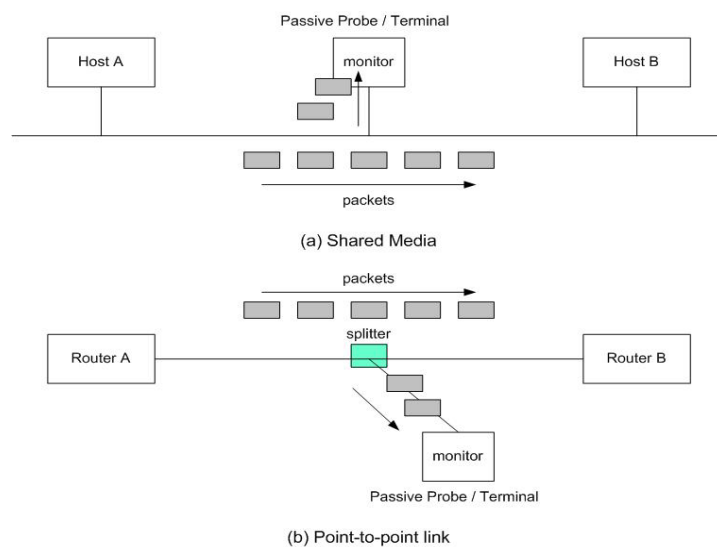 Passive Probe / Terminal
Host A
monitor
Host B
packets
(a) Shared Media
packets
splitter
Router A
Router B
monitor
Passive Probe / Terminal
(b) Point-to-point link